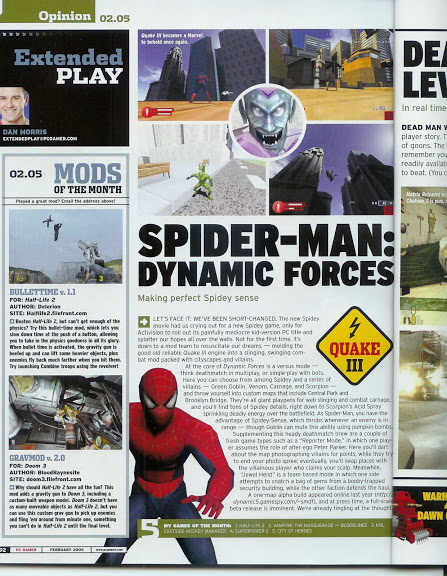 Opinion 02.05
Extended
PLAY
DAN MORRIS
EXTENDEDPLAY@PCGAMER.COM
02.05 MODS
OF THE MONTH
Played a great mod? Email the address above!
BULLETTIME v. 1.1
FOR: Half-Life 2
AUTHOR: Delerion
SITE: Halflife2.filefront.com
Beaten Half-Life 2, but can't get enough of the
physics? Try this bullet-time mod, which lets you
slow down time at the push of a button, allowing
you to take in the physics goodness in all its glory.
When bullet time is activated, the gravity gun is
beefed up and can lift some heavier objects, plus
enemies fly back much farther when you hit them.
Try launching Combine troops using the revolver!
GRAVMOD v. 2.0
FOR: Doom 3
AUTHOR: BloodRaynesite
SITE: doom3.filefront.com
Why should Half-Life 2 have all the fun? This
mod adds a gravity gun to Doom 3, including a
custom-built weapon model. Doom 3 doesn't have
as many moveable objects as Half-Life 2, but you
can use this custom grav gun to pick up enemies
and fling 'em around from minute one, something
you can't do in Half-Life 2 until the final level.
92 PC GAMER FEBRUARY 2005 www.pcgamer.com
Quake III becomes a Marvel
to behold once again.
SPIDER-MAN:
DYNAMIC FORCES
Making perfect Spidey sense
LET'S FACE IT: WE'VE BEEN SHORT-CHANGED. The new Spidey
movie had us crying out for a new Spidey game, only for
Activision to roll out its painfully mediocre kid-version PC title and
splatter our hopes all over the walls. Not for the first time, it's
down to a mod team to resuscitate our dreams — molding the
good old reliable Quake III engine into a slinging, swinging com-
bat mod packed with cityscapes and villains.
At the core of Dynamic Forces is a versus mode —
think deathmatch in multiplay, or single-play with bots.
Here you can choose from among Spidey and a series of
villains — Green Goblin, Venom, Carnage, and Scorpion —
and throw yourself into custom maps that include Central Park and
Brooklyn Bridge. They're all giant playpens for web slinging and combat carnage,
and you'll find tons of Spidey details, right down to Scorpion's Acid Spray
sprinkling deadly energy over the battlefield. As Spider-Man, you have the
advantage of Spidey-Sense, which throbs whenever an enemy is in
range — though Goblin can mute this ability using pumpkin bombs.
Supplementing this heady deathmatch brew are a couple of
fresh game types such as a "Reporter Mode," in which one play-
er assumes the role of alter-ego Peter Parker. Here you'll dart
about the map photographing villains for points, while they try
to end your photo spree; eventually, you'll swap places with
the villainous player who claims your scalp. Meanwhile,
"Jewel Heist" is a team-based mode in which one side
attempts to snatch a bag of gems from a booby-trapped
security building, while the other faction defends the haul.
A one-map alpha build appeared online last year (http://
dynamic5.gamespy.com/~smdf), and at press time, a full-scale
beta release is imminent. We're already tingling at the thought.
QUAKE
III
5 MY GAMES OF THE MONTH: 1. HALF-LIFE 2 2. VAMPIRE THE MASQUERADE — BLOODLINES 3. NHL
EASTSIDE HOCKEY MANAGER 4. SUPERPOWER 2 5. CITY OF HEROES
DEA
LEV
In real time
DEAD MAN W
player story. T
of goons. The
remember you
readily availab
to beat. (You c
Matrix Reloaded wa
WARN
DAWN